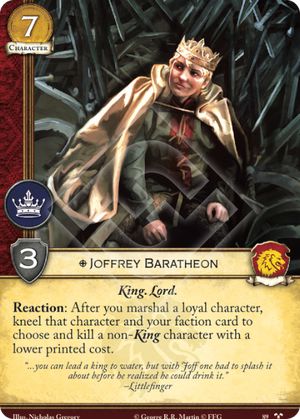 7
CHARACTER
3
JOFFREY BARATHEON
King. Lord.
Reaction: After you marshal a loyal character,
kneel that character and your faction card to
choose and kill a non-King character with a
lower printed cost.
"...you can lead a king to water, but with Joff one had to splash it
about before he realized he could drink it."
–Littlefinger
Illus. Nicholas Gregory
© George R.R. Martin © FFG